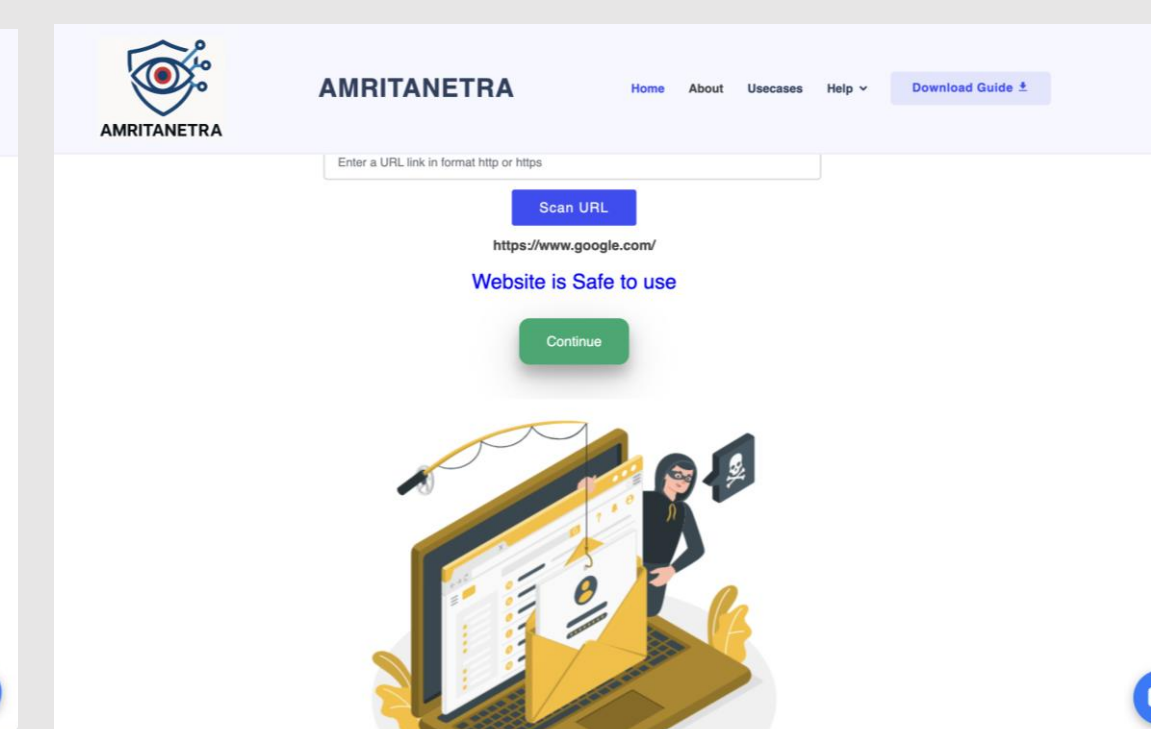 AMRITANETRA
AMRITANETRA
Home About Usecases Help Download Guide
Enter a URL link in format http or https
Scan URL
https://www.google.com/
Website is Safe to use
Continue